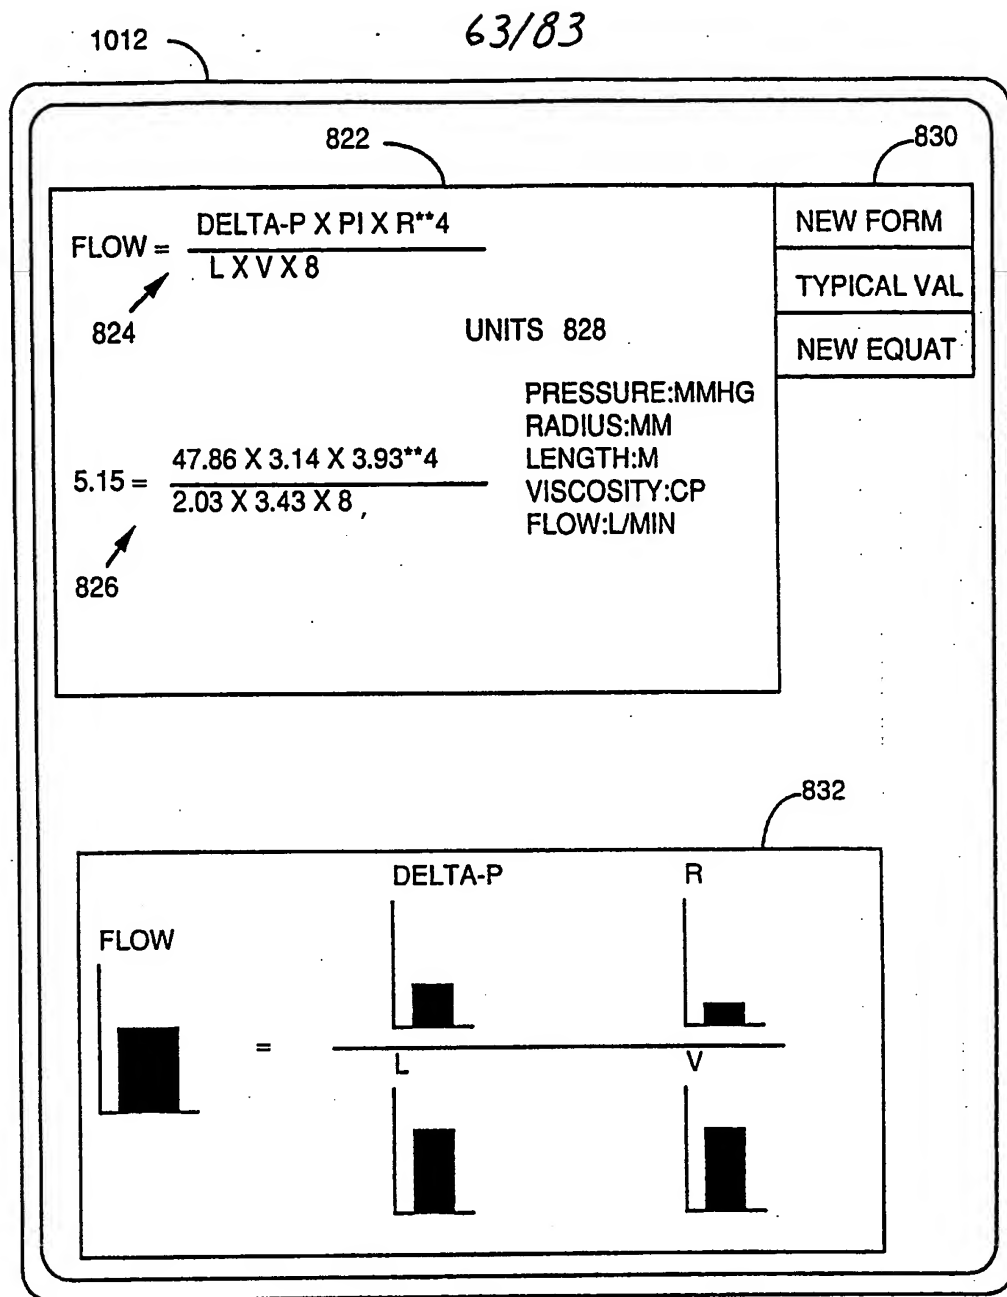 63/83
1012
822
830
FLOW = DELTA-P X PI X R**4
L X V X 8
824
UNITS 828
NEW FORM
TYPICAL VAL
NEW EQUAT
PRESSURE:MMHG
RADIUS:MM
LENGTH:M
VISCOSITY:CP
FLOW:L/MIN
5.15 = 47.86 X 3.14 X 3.93**4
2.03 X 3.43 X 8 ,
826
832
DELTA-P
R
FLOW
=
L
V